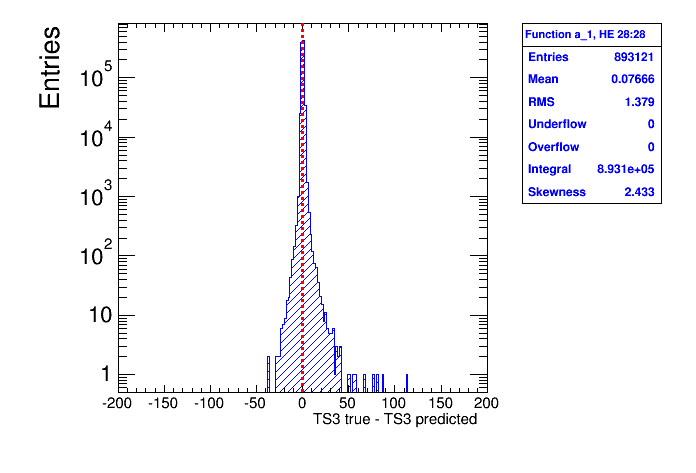 Function a_1, HE 28:28
Entries 893121
Mean 0.07666
RMS 1.379
Underflow 0
Overflow 0
Integral 8.931e+05
Skewness 2.433
Entries
10^5
10^4
10^3
10^2
10
1
-200 -150 -100 -50 0 50 100 150 200
TS3 true - TS3 predicted